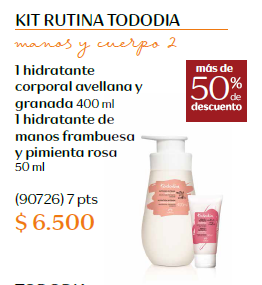 KIT RUTINA TODODIA
manos y cuerpo 2
1 hidratante
corporal avellana y
granada 400 ml
1 hidratante de
manos frambuesa
y pimienta rosa
50 ml
(90726) 7 pts
$ 6.500
más de
50% de
descuento